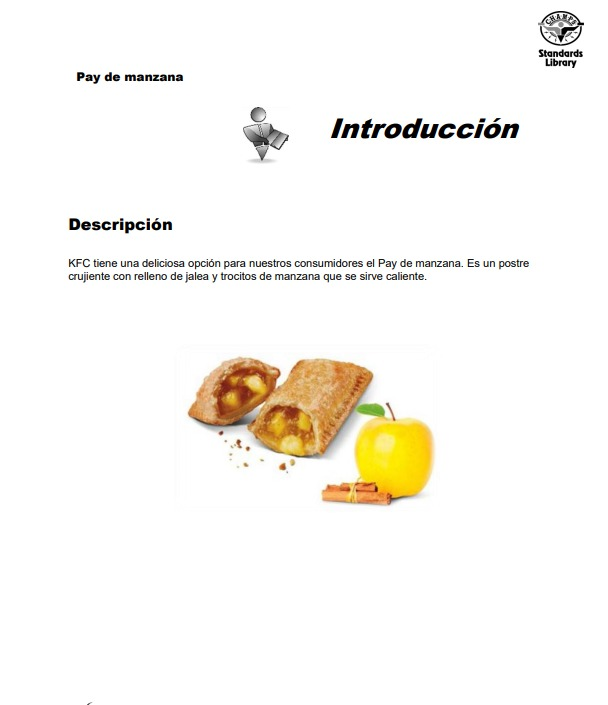 CHAMPS
Standards
Library
Pay de manzana
Introducción
Descripción
KFC tiene una deliciosa opción para nuestros consumidores el Pay de manzana. Es un postre
crujiente con relleno de jalea y trocitos de manzana que se sirve caliente.